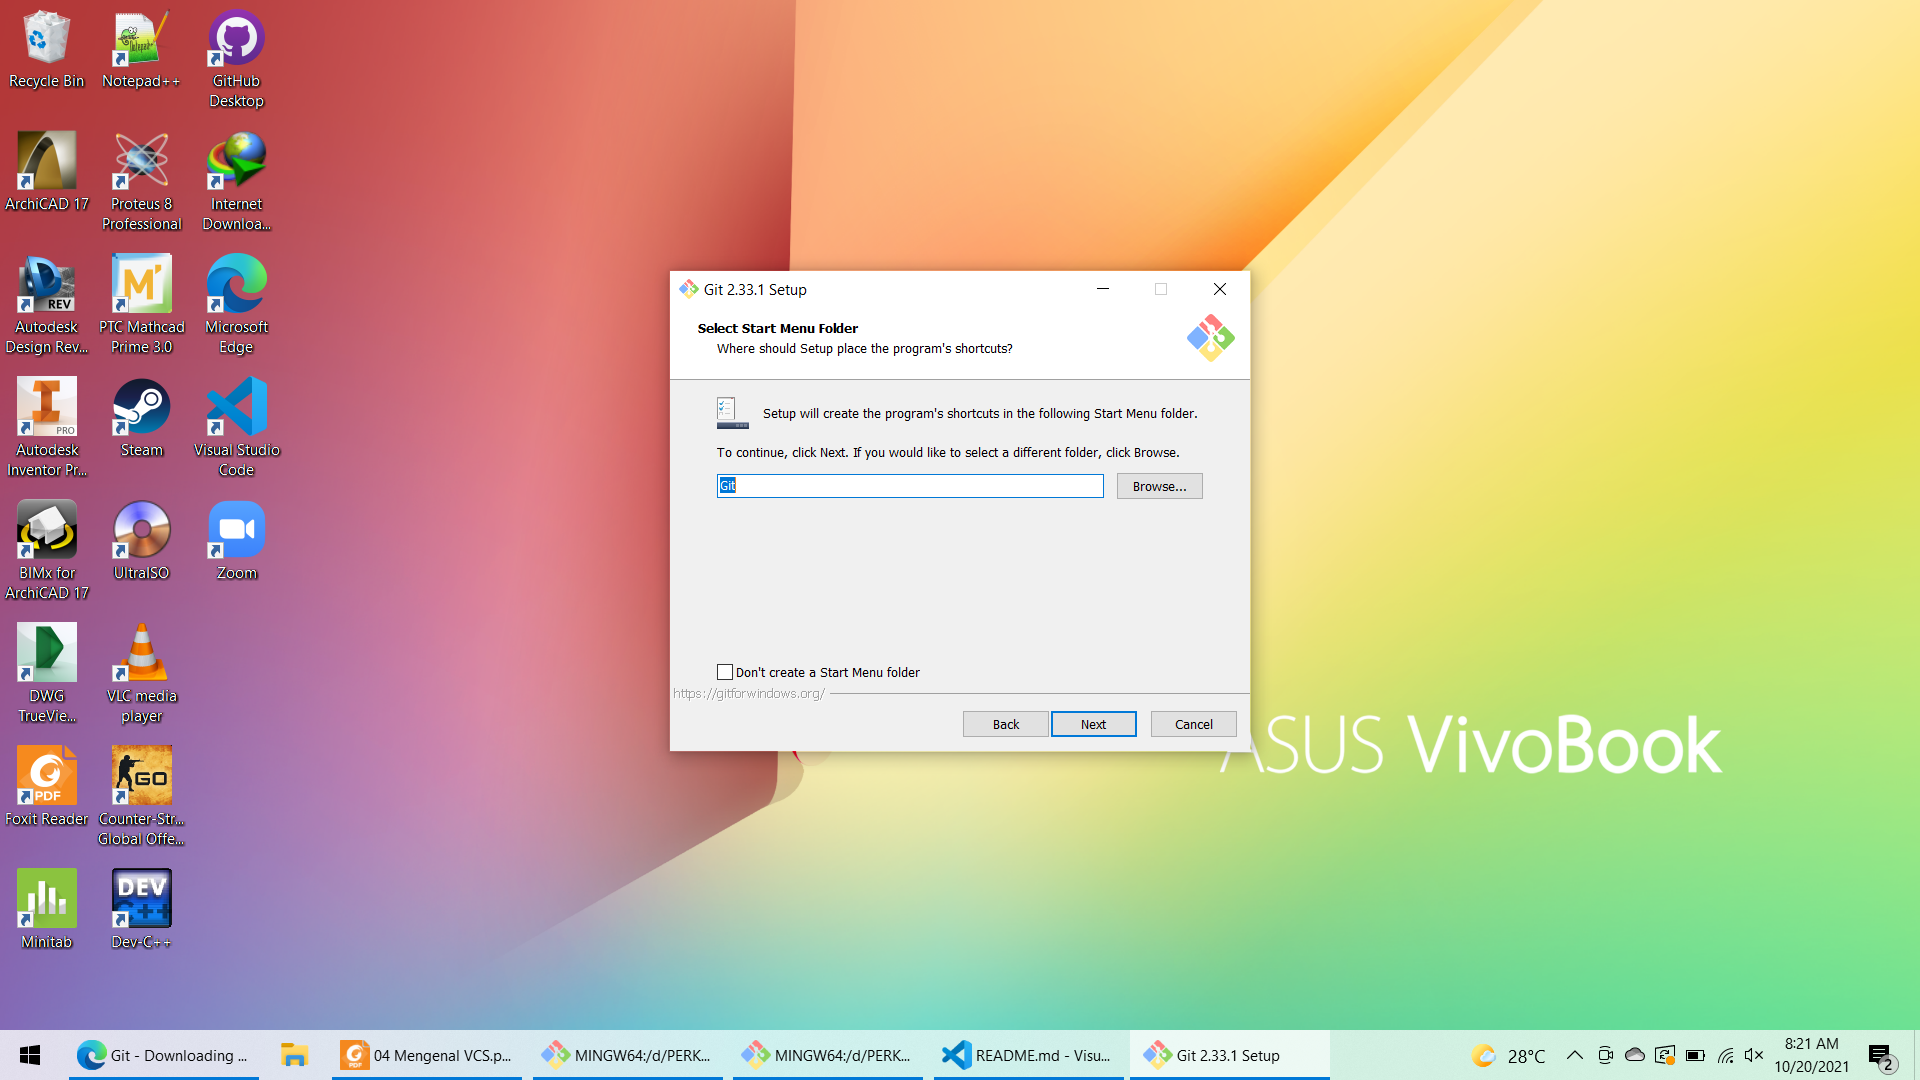 Recycle Bin
Notepad++
GitHub
Desktop
ArchiCAD 17
Proteus 8
Professional
Internet
Downloa...
REV
Autodesk
Design Rev...
M'
PTC Mathcad
Prime 3.0
Microsoft
Edge
PRO
Autodesk
Inventor Pr...
Steam
Visual Studio
Code
BIMx for
ArchiCAD 17
UltraISO
Zoom
DWG
TrueVie...
VLC media
player
PDF
Foxit Reader
GO
Counter-Str...
Global Offe...
Minitab
DEV
C++
Dev-C++
Git 2.33.1 Setup
Select Start Menu Folder
Where should Setup place the program's shortcuts?
Setup will create the program's shortcuts in the following Start Menu folder.
To continue, click Next. If you would like to select a different folder, click Browse.
Git
Browse...
Don't create a Start Menu folder
https://gitforwindows.org/
Back
Next
Cancel
ASUS VivoBook
Git - Downloading ...
04 Mengenal VCS.p...
MINGW64:/d/PERK...
MINGW64:/d/PERK...
README.md - Visu...
Git 2.33.1 Setup
28°C
8:21 AM
10/20/2021
2